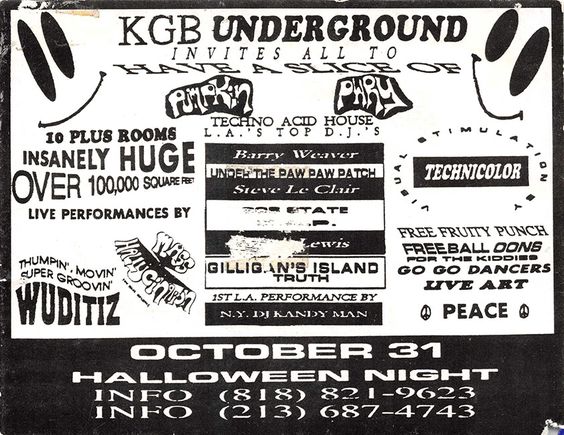 KGB UNDERGROUND
INVITES ALL TO
HAVE A SLICE OF
PUMPKIN PARTY
TECHNO ACID HOUSE
L.A.'S TOP D.J.'S
10 PLUS ROOMS
INSANELY HUGE
OVER 100,000 SQUARE FEET
LIVE PERFORMANCES BY
THUMPIN', MOVIN'
SUPER GROOVIN'
WUDITIZ
Barry Weaver
UNDER THE PAW PAW PATCH
Steve Le Clair
STATE
Lewis
GILLIGAN'S ISLAND
TRUTH
1ST L.A. PERFORMANCE BY
N.Y. DJ KANDY MAN
VISUAL STIMULATION BY
TECHNICOLOR
FREE FRUITY PUNCH
FREE BALLOONS
FOR THE KIDDIES
GO GO DANCERS
LIVE ART
PEACE
OCTOBER 31
HALLOWEEN NIGHT
INFO (818) 821-9623
INFO (213) 687-4743